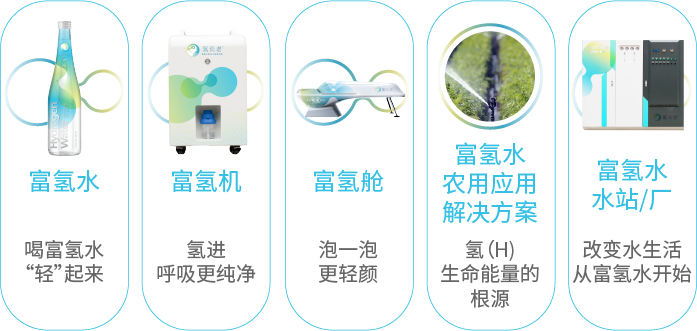 Hydrogen
Water
富氢水
喝富氢水
“轻”起来
富氢机
氢进
呼吸更纯净
富氢舱
泡一泡
更轻颜
富氢水
农用应用
解决方案
氢(H)
生命能量的
根源
富氢水
水站/厂
改变水生活
从富氢水开始